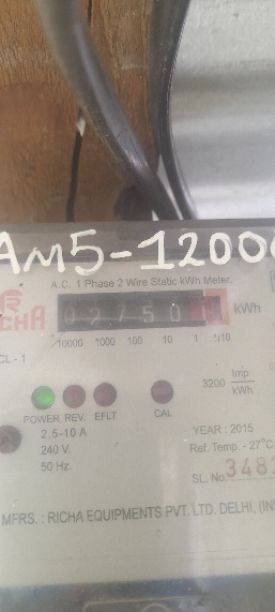 AM5-1200
A.C. 1 Phase 2 Wire Static kWh Meter.
RICHA
02750 kWh
10000 1000 100 10 1 1/10
CL - 1
3200 Imp/kWh
POWER REV. EFLT CAL
2.5-10 A
240 V.
50 Hz.
YEAR : 2015
Ref. Temp. - 27°C
SL. No. 348
MFRS. : RICHA EQUIPMENTS PVT. LTD. DELHI, (IN